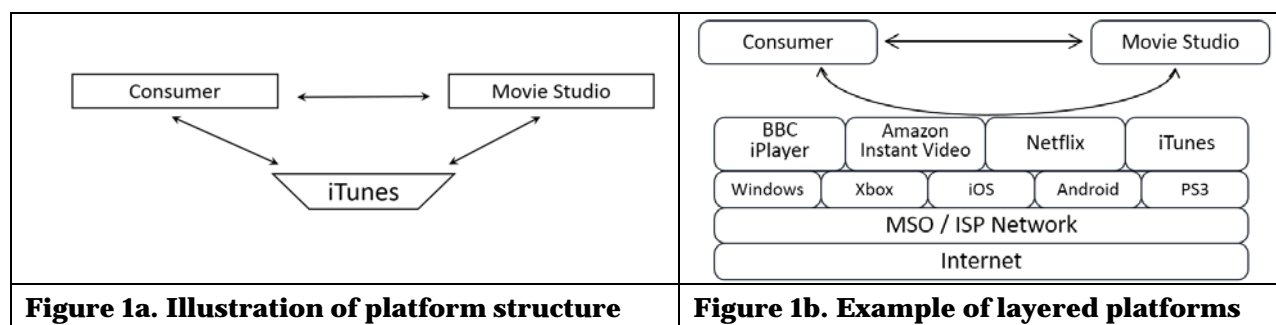 Consumer
Movie Studio
iTunes
Figure 1a. Illustration of platform structure
Consumer
Movie Studio
BBC
iPlayer
Amazon
Instant Video
Netflix
iTunes
Windows
Xbox
iOS
Android
PS3
MSO / ISP Network
Internet
Figure 1b. Example of layered platforms